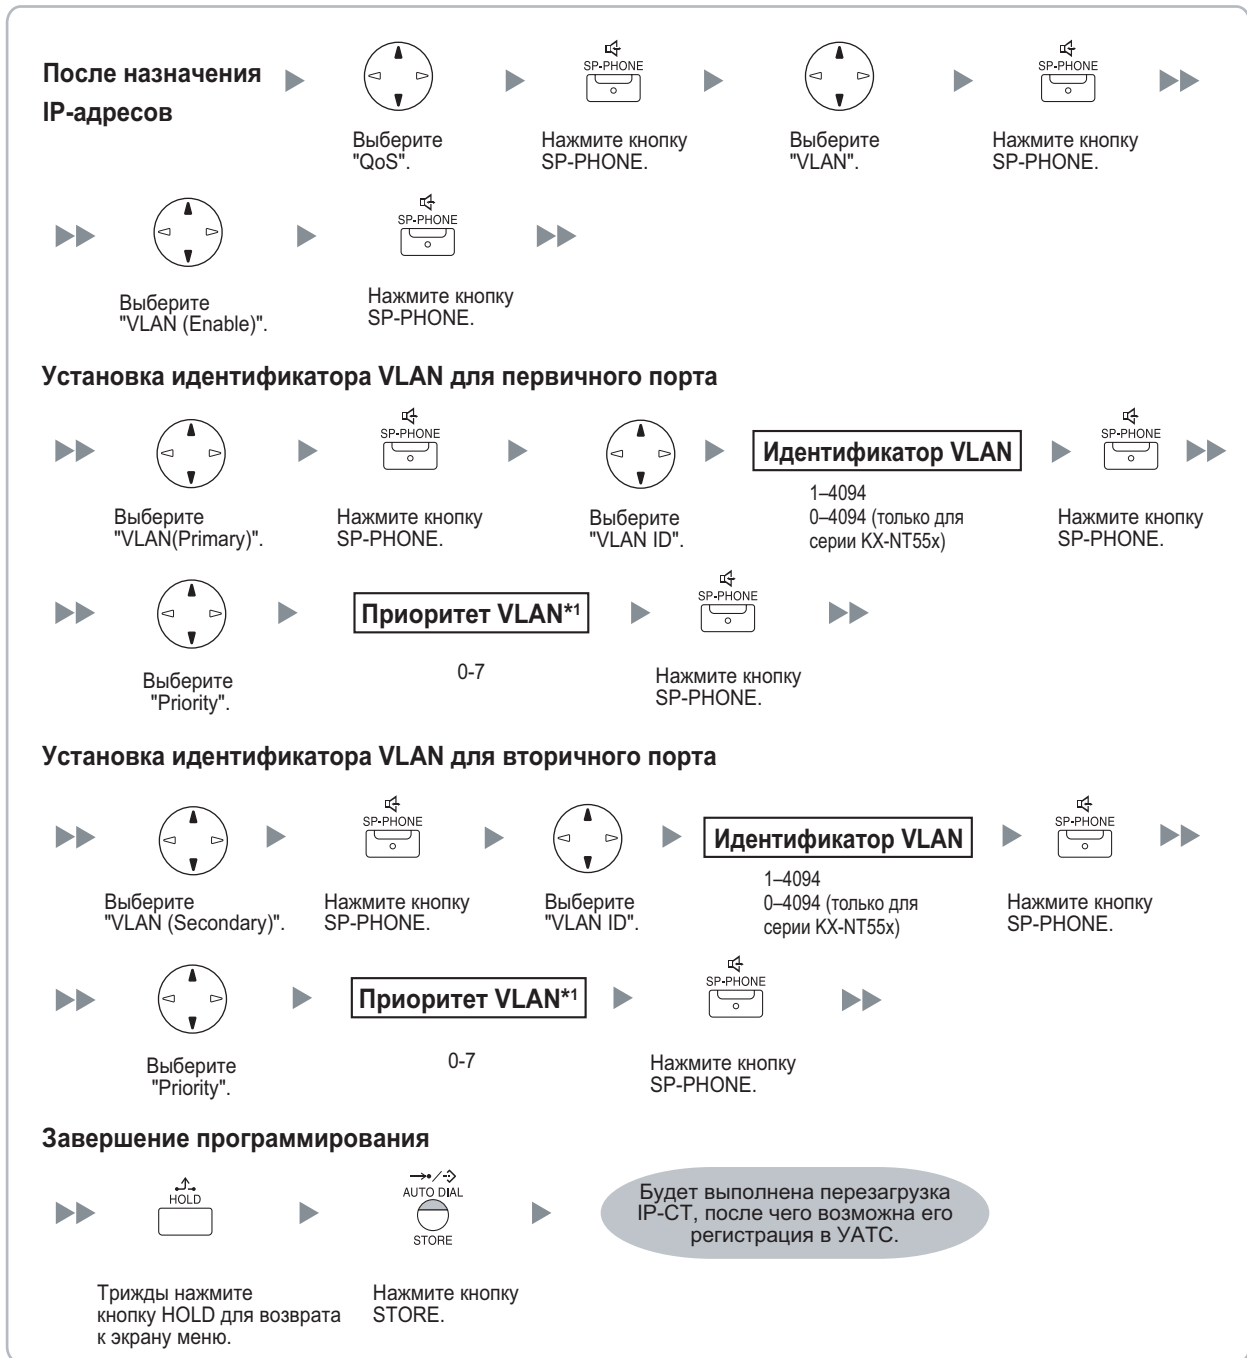 После назначения
IP-адресов
SP-PHONE
SP-PHONE
Выберите
"QoS".
Нажмите кнопку
SP-PHONE.
Выберите
"VLAN".
Нажмите кнопку
SP-PHONE.
SP-PHONE
Выберите
"VLAN (Enable)".
Нажмите кнопку
SP-PHONE.
Установка идентификатора VLAN для первичного порта
SP-PHONE
Идентификатор VLAN
SP-PHONE
Выберите
"VLAN(Primary)".
Нажмите кнопку
SP-PHONE.
Выберите
"VLAN ID".
1–4094
0–4094 (только для
серии KX-NT55x)
Нажмите кнопку
SP-PHONE.
Приоритет VLAN*1
SP-PHONE
Выберите
"Priority".
0-7
Нажмите кнопку
SP-PHONE.
Установка идентификатора VLAN для вторичного порта
SP-PHONE
Идентификатор VLAN
SP-PHONE
Выберите
"VLAN (Secondary)".
Нажмите кнопку
SP-PHONE.
Выберите
"VLAN ID".
1–4094
0–4094 (только для
серии KX-NT55x)
Нажмите кнопку
SP-PHONE.
Приоритет VLAN*1
SP-PHONE
Выберите
"Priority".
0-7
Нажмите кнопку
SP-PHONE.
Завершение программирования
HOLD
AUTO DIAL
STORE
Будет выполнена перезагрузка
IP-СТ, после чего возможна его
регистрация в УАТС.
Трижды нажмите
кнопку HOLD для возврата
к экрану меню.
Нажмите кнопку
STORE.